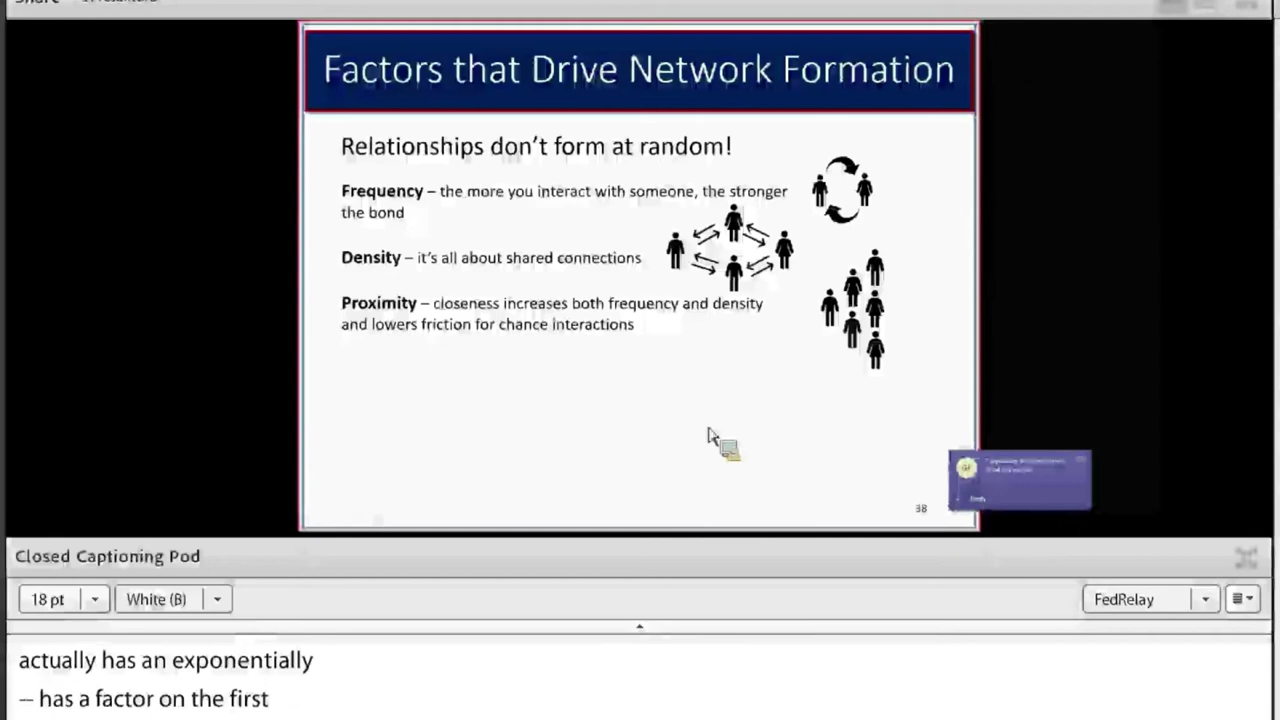 Factors that Drive Network Formation
Relationships don't form at random!
Frequency – the more you interact with someone, the stronger
the bond
Density – it's all about shared connections
Proximity – closeness increases both frequency and density
and lowers friction for chance interactions
38
Closed Captioning Pod
18 pt
White (B)
FedRelay
actually has an exponentially
-- has a factor on the first